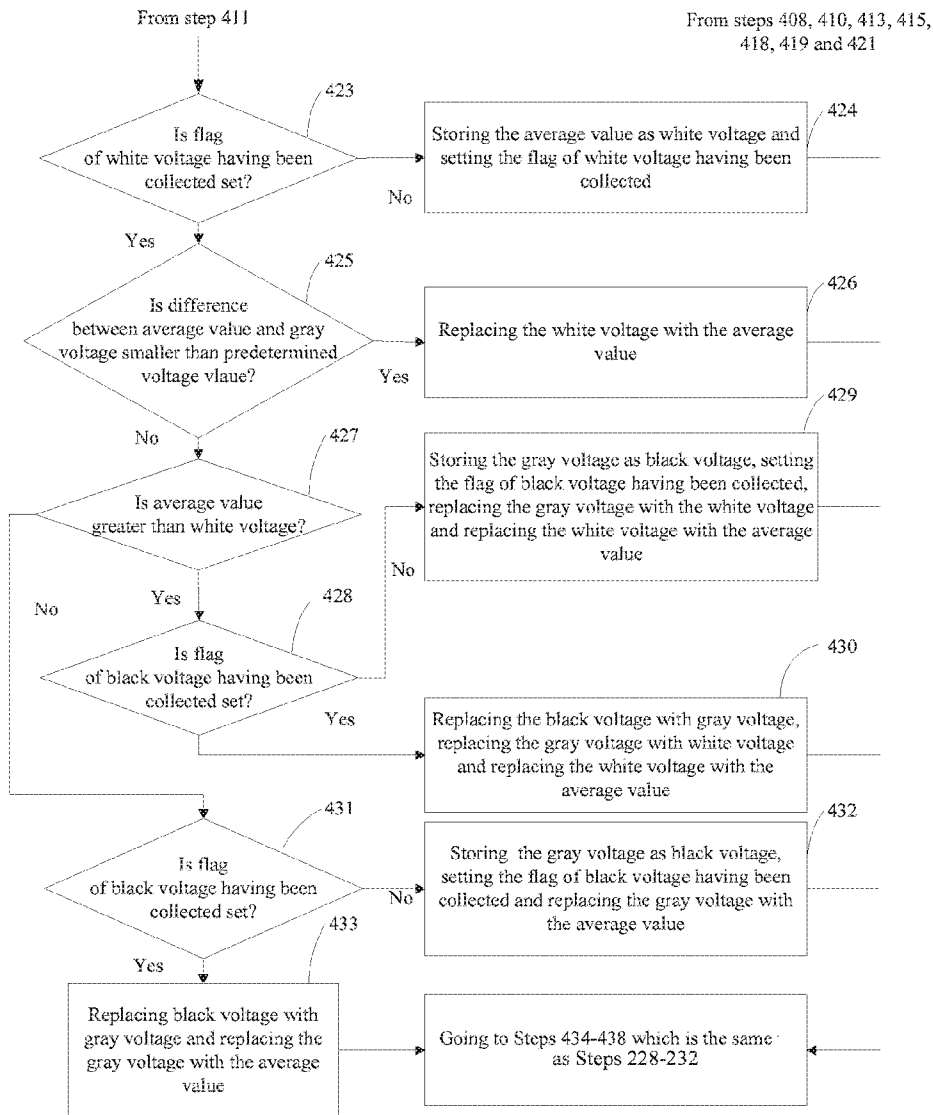 From step 411
From steps 408, 410, 413, 415,
418, 419 and 421
423
Is flag
of white voltage having been
collected set?
424
Storing the average value as white voltage and
setting the flag of white voltage having been
collected
No
Yes
425
Is difference
between average value and gray
voltage smaller than predetermined
voltage vlaue?
426
Replacing the white voltage with the average
value
Yes
No
427
Is average value
greater than white voltage?
429
Storing the gray voltage as black voltage, setting
the flag of black voltage having been collected,
replacing the gray voltage with the white voltage
and replacing the white voltage with the average
value
No
No
Yes
428
Is flag
of black voltage having been
collected set?
Yes
430
Replacing the black voltage with gray voltage,
replacing the gray voltage with white voltage
and replacing the white voltage with the
average value
431
Is flag
of black voltage having been
collected set?
No
432
Storing the gray voltage as black voltage,
setting the flag of black voltage having been
collected and replacing the gray voltage with
the average value
Yes
433
Replacing black voltage with
gray voltage and replacing the
gray voltage with the average
value
Going to Steps 434-438 which is the same
as Steps 228-232